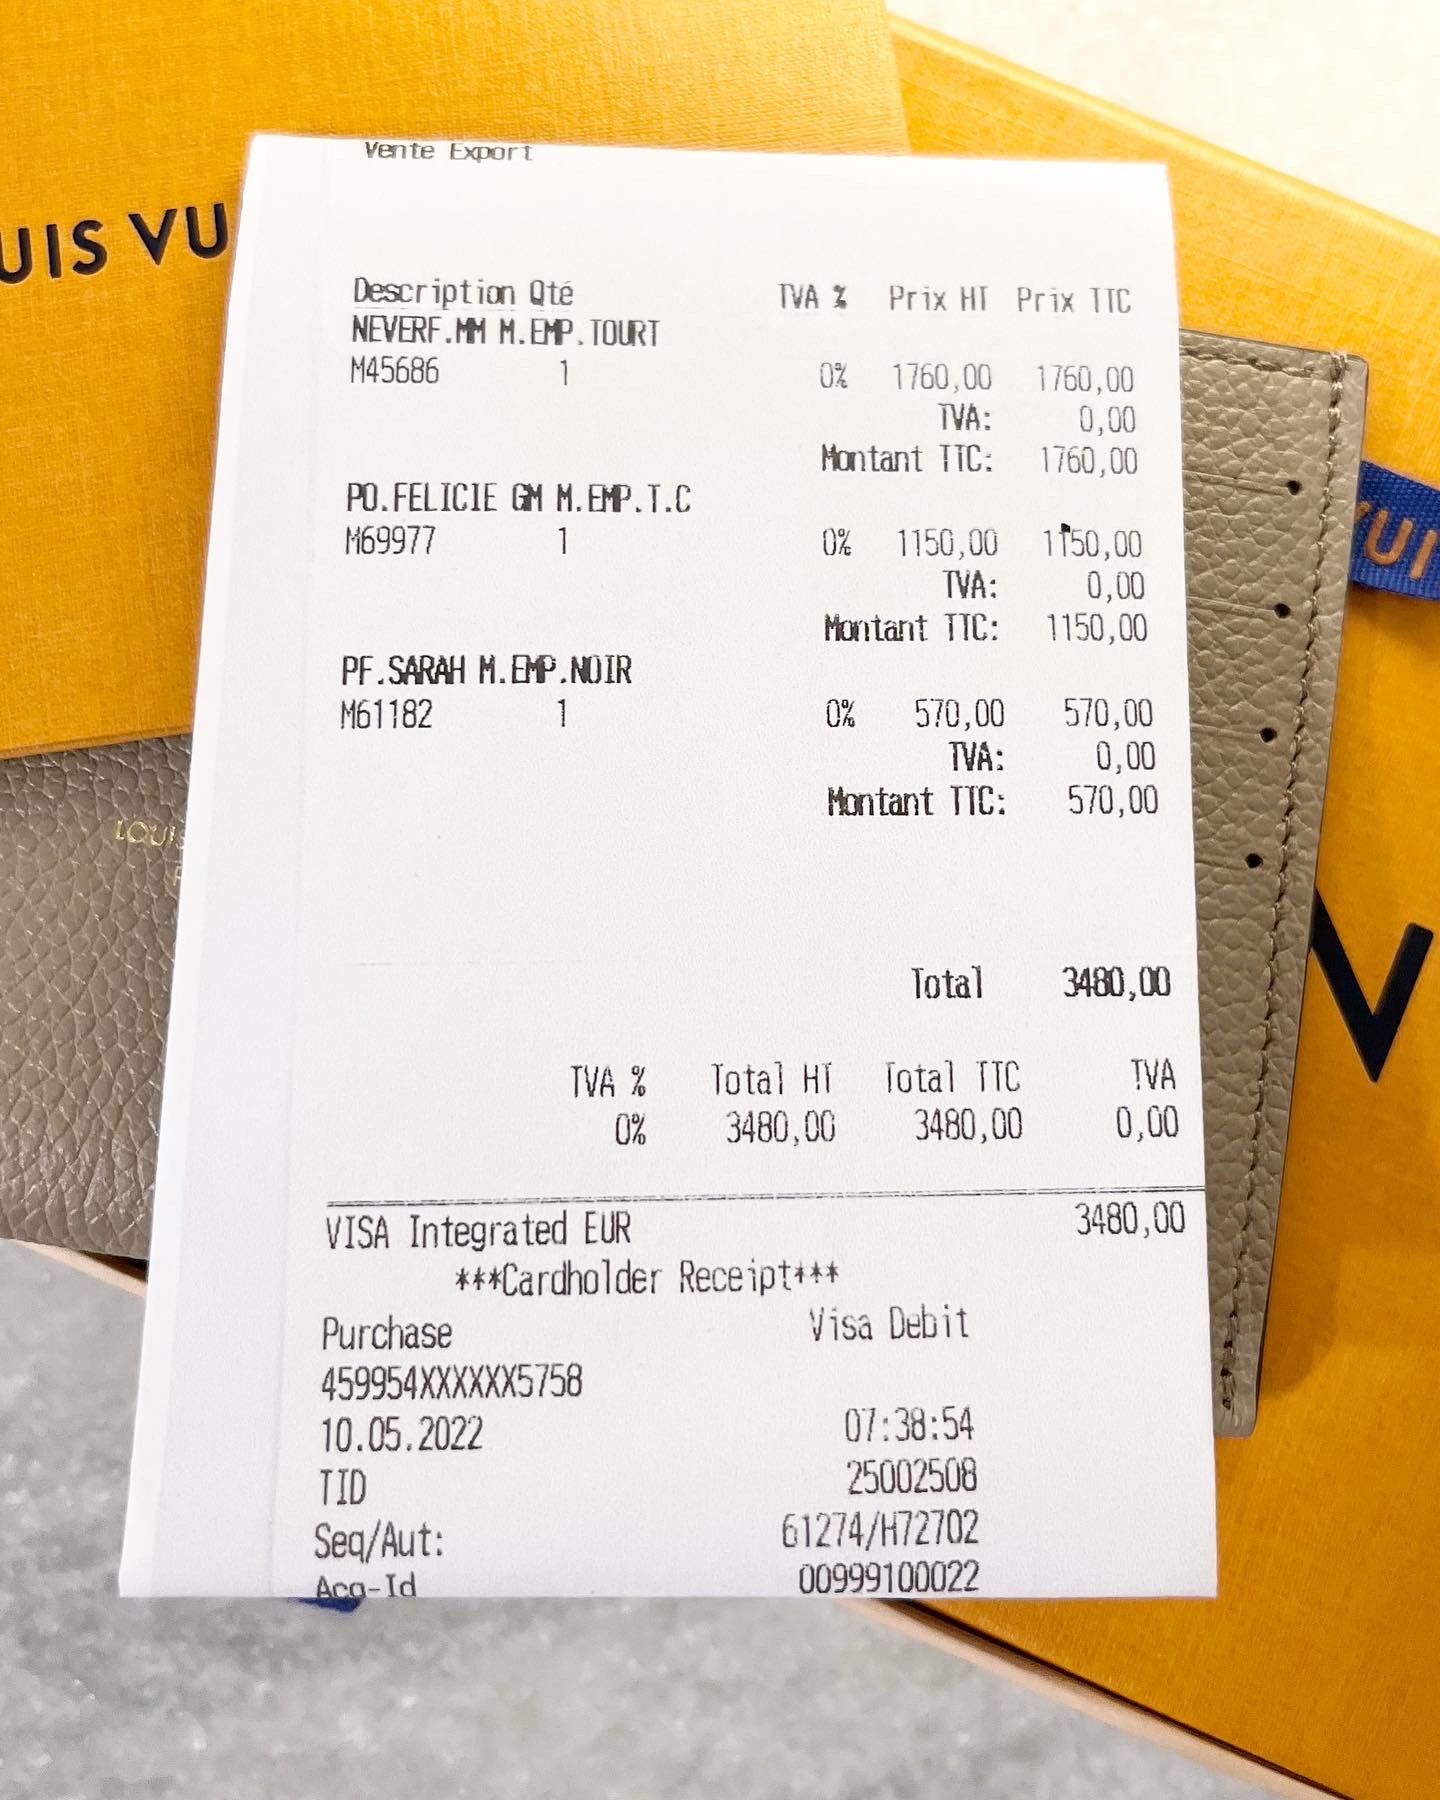 UIS VU
Vente Export
Description Qté TVA % Prix HT Prix TTC
NEVERF.MM M.EMP.TOURT
M45686 1 0% 1760,00 1760,00
TVA: 0,00
Montant TTC: 1760,00
PO.FELICIE GM M.EMP.T.C
M69977 1 0% 1150,00 1150,00
TVA: 0,00
Montant TTC: 1150,00
PF.SARAH M.EMP.NOIR
M61182 1 0% 570,00 570,00
TVA: 0,00
Montant TTC: 570,00
Total 3480,00
TVA % Total HT Total TTC TVA
0% 3480,00 3480,00 0,00
VISA Integrated EUR 3480,00
***Cardholder Receipt***
Purchase Visa Debit
459954XXXXXX5758
10.05.2022 07:38:54
TID 25002508
Seq/Aut: 61274/H72702
Acq-Id 00999100022
LOUIS
VUI
V